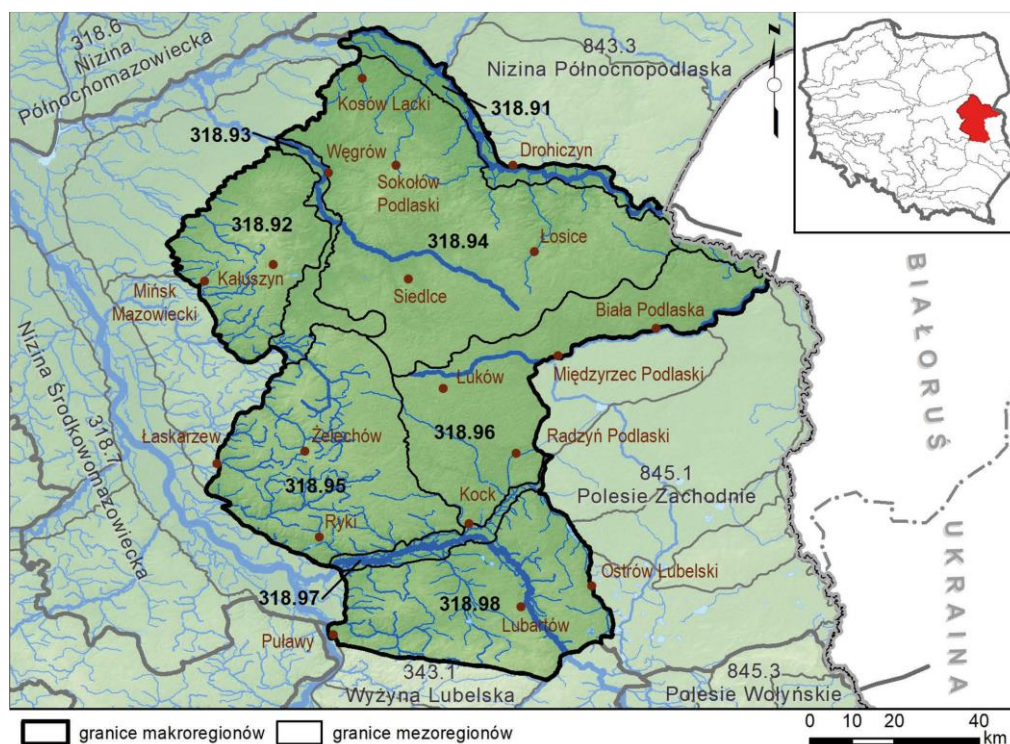 318.6
Nizina
Północnomazowiecka
843.3
Nizina Północnopodlaska
N
Kosów Lacki
318.91
318.93
Węgrów
Drohiczyn
Sokołów
Podlaski
318.92
318.94
Łosice
Kałuszyn
Mińsk
Mazowiecki
Siedlce
Biała Podlaska
BIAŁORUŚ
Nizina Środkowomazowiecka
318.7
Łuków
Międzyrzec Podlaski
Łaskarzew
Żelechów
318.96
Radzyń Podlaski
318.95
845.1
Polesie Zachodnie
Kock
Ryki
318.97
Ostrów Lubelski
318.98
Lubartów
UKRAINA
Puławy
343.1
Wyżyna Lubelska
845.3
Polesie Wołyńskie
granice makroregionów
granice mezoregionów
0 10 20 40
km